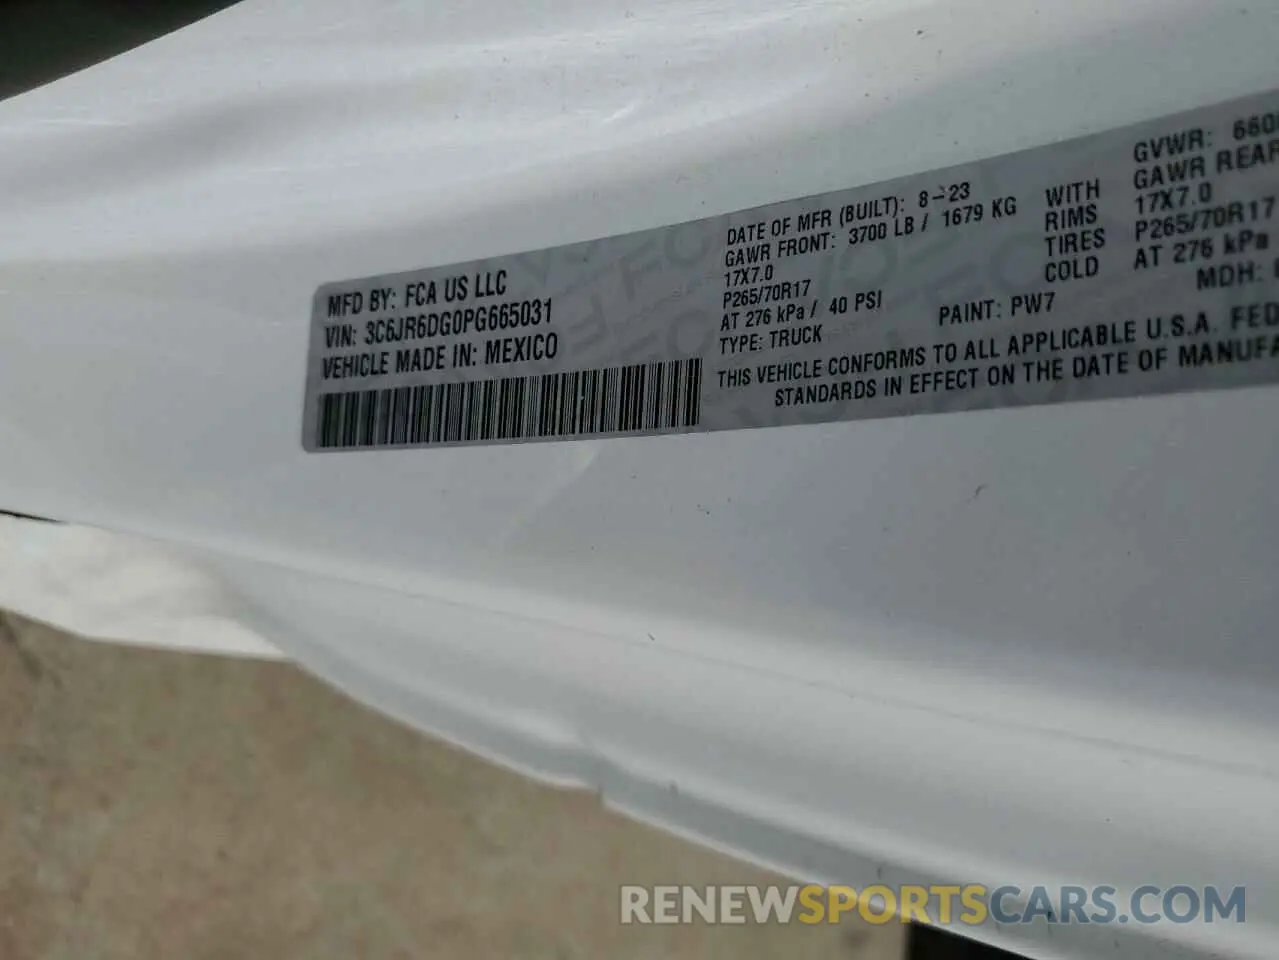 MFD BY: FCA US LLC
VIN: 3C6JR6DG0PG665031
VEHICLE MADE IN: MEXICO
DATE OF MFR (BUILT): 8-23
GAWR FRONT: 3700 LB / 1679 KG
17X7.0
P265/70R17
AT 276 kPa / 40 PSI
TYPE: TRUCK
WITH
RIMS
TIRES
COLD
GVWR:
GAWR REAR
17X7.0
P265/70R17
AT 276 kPa
PAINT: PW7
MDH:
THIS VEHICLE CONFORMS TO ALL APPLICABLE U.S.A. FED
STANDARDS IN EFFECT ON THE DATE OF MANUFA
RENEWSPORTSCARS.COM